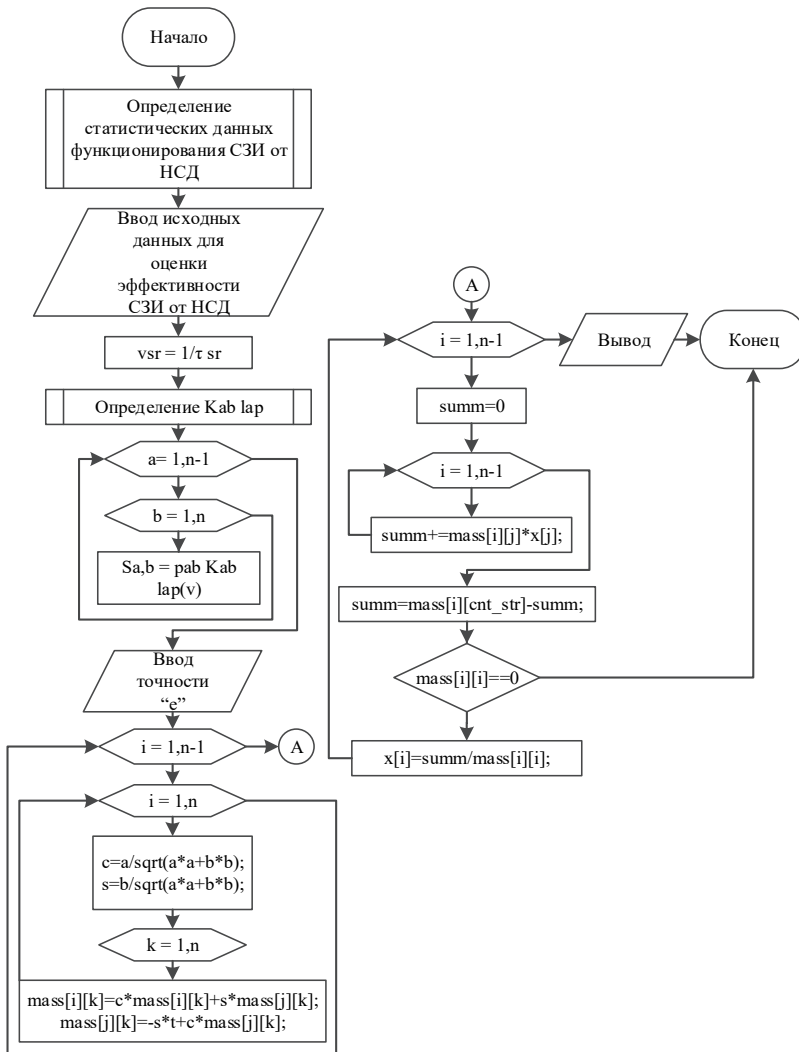 Начало
Определение
статистических данных
функционирования СЗИ от
НСД
Ввод исходных
данных для
оценки
эффективности
СЗИ от НСД
vsr = 1/τ sr
Определение Kab lap
a= 1,n-1
b = 1,n
Sa,b = pab Kab
lap(v)
Ввод
точности
“e”
i = 1,n-1
A
i = 1,n
c=a/sqrt(a*a+b*b);
s=b/sqrt(a*a+b*b);
k = 1,n
mass[i][k]=c*mass[i][k]+s*mass[j][k];
mass[j][k]=-s*t+c*mass[j][k];
A
i = 1,n-1
Вывод
Конец
summ=0
i = 1,n-1
summ+=mass[i][j]*x[j];
summ=mass[i][cnt_str]-summ;
mass[i][i]==0
x[i]=summ/mass[i][i];